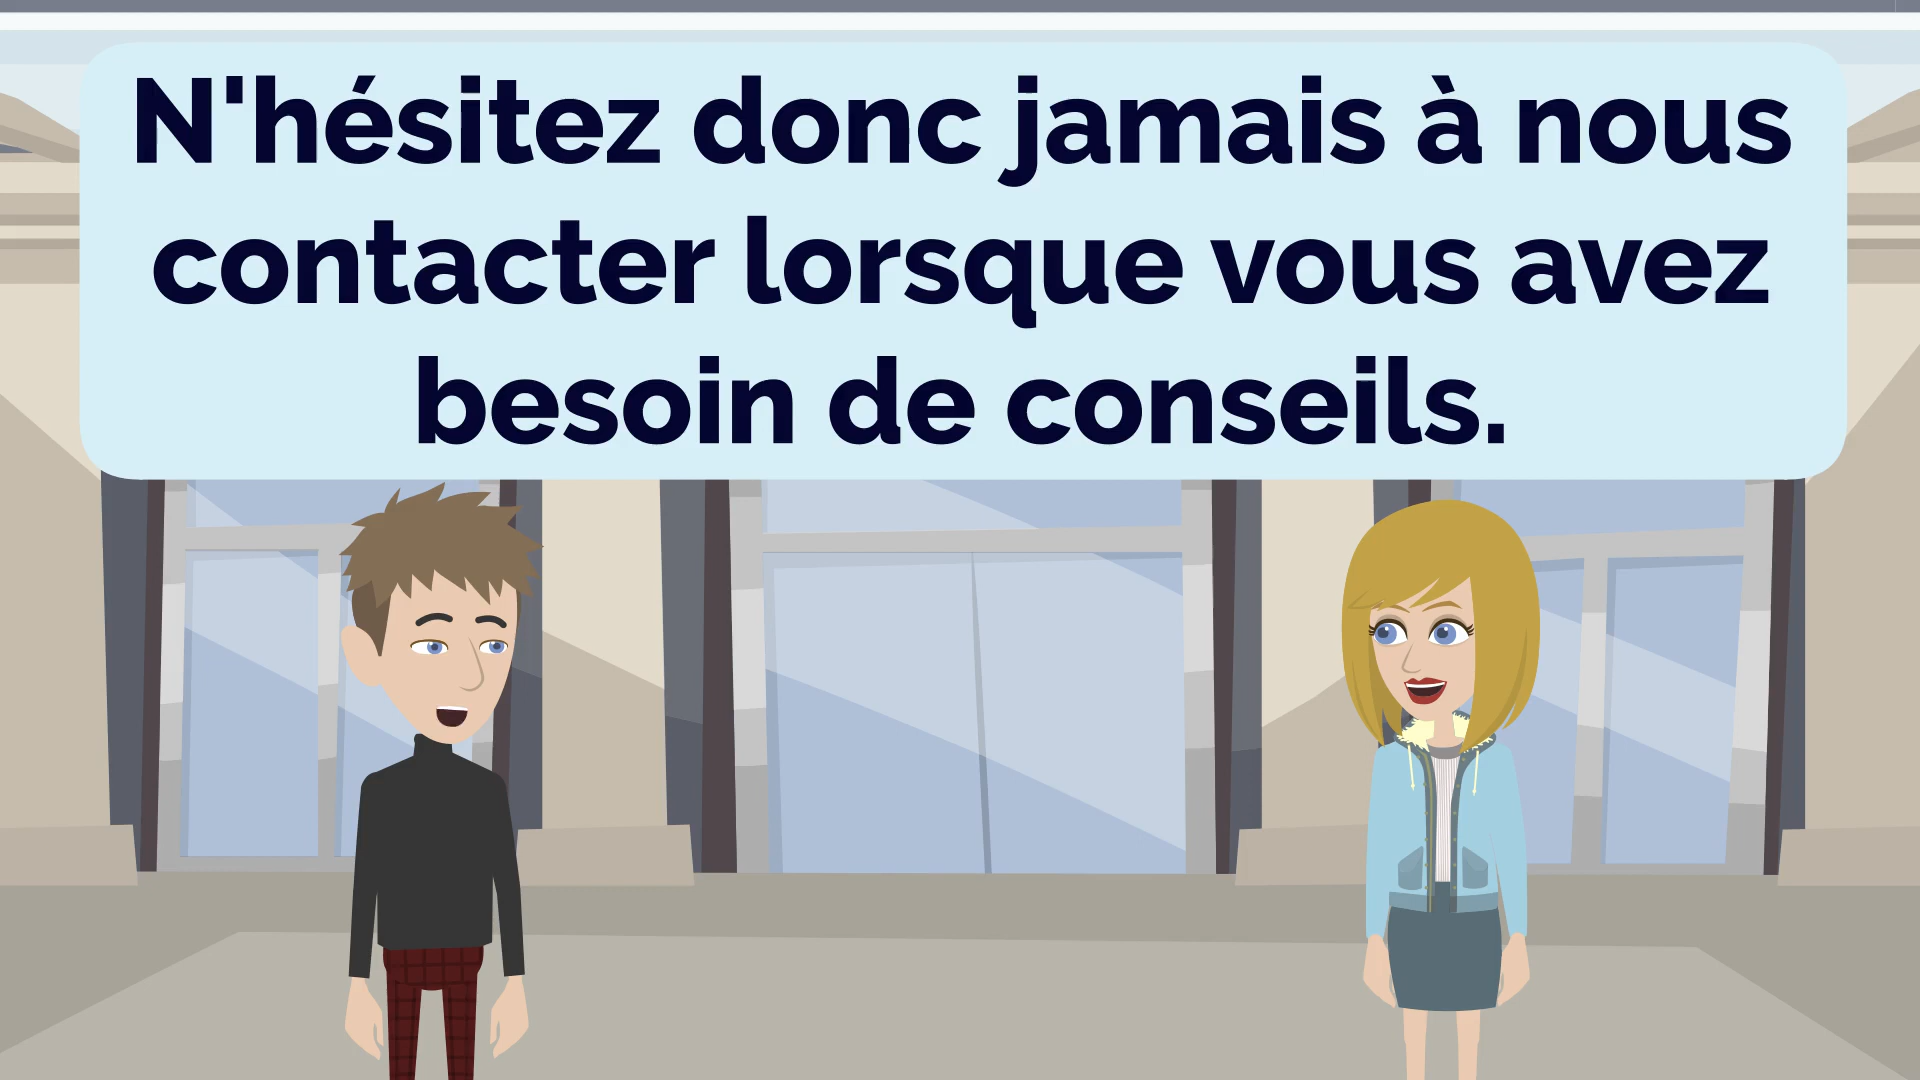 N'hésitez donc jamais à nous
contacter lorsque vous avez
besoin de conseils.